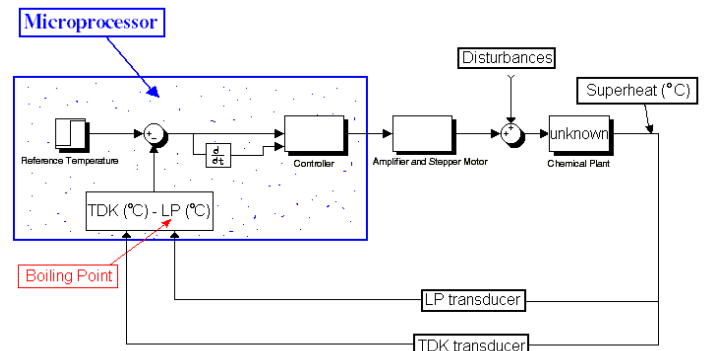 Microprocessor
Disturbances
Superheat (°C)
+
-
+
+
unknown
d
dt
Reference Temperature
Controller
Amplifier and Stepper Motor
Chemical Plant
TDK (°C) - LP (°C)
Boiling Point
LP transducer
TDK transducer